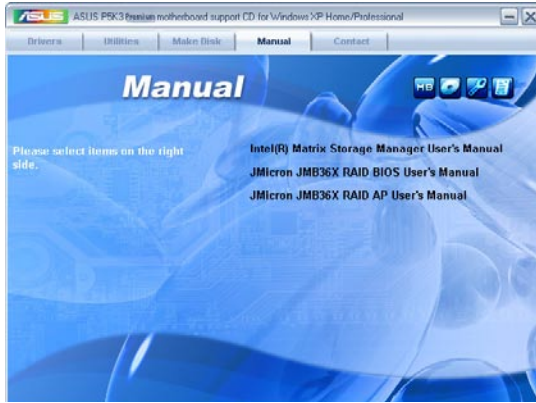 ASUS ASUS P5K3 Premium motherboard support CD for Windows XP Home/Professional
Drivers Utilities Make Disk Manual Contact
Manual
MB
Please select items on the right side.
Intel(R) Matrix Storage Manager User's Manual
JMicron JMB36X RAID BIOS User's Manual
JMicron JMB36X RAID AP User's Manual